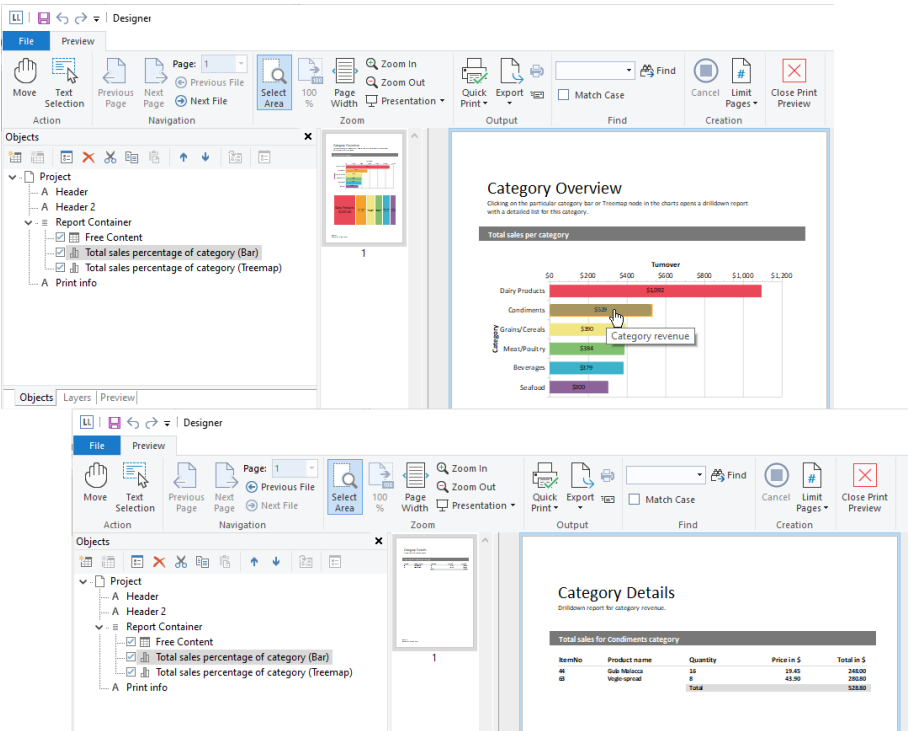 LL Designer
File Preview
Move Text Selection Previous Page Next Page Page: 1 Previous File Next File Select Area 100 % Page Width Zoom In Zoom Out Presentation Quick Print Export Find Match Case Cancel Limit Pages Close Print Preview
Action Navigation Zoom Output Find Creation
Objects
Project
A Header
A Header 2
Report Container
Free Content
Total sales percentage of category (Bar)
Total sales percentage of category (Treemap)
A Print info
Objects Layers Preview
1
Category Overview
Clicking on the particular category bar or Treemap node in the charts opens a drilldown report
with a detailed list for this category.
Total sales per category
Turnover
$0 $200 $400 $600 $800 $1,000 $1,200
Category
Dairy Products $1,092
Condiments $529
Grains/Cereals $390
Category revenue
Meat/Poultry $384
Beverages $379
Seafood $300
LL Designer
File Preview
Move Text Selection Previous Page Next Page Page: 1 Previous File Next File Select Area 100 % Page Width Zoom In Zoom Out Presentation Quick Print Export Find Match Case Cancel Limit Pages Close Print Preview
Action Navigation Zoom Output Find Creation
Objects
Project
A Header
A Header 2
Report Container
Free Content
Total sales percentage of category (Bar)
Total sales percentage of category (Treemap)
A Print info
1
Category Details
Drilldown report for category revenue.
Total sales for Condiments category
ItemNo Product name Quantity Price in $ Total in $
44 Gula Malacca 16 19.45 248.00
63 Vegie-spread 8 43.90 280.80
Total 528.80